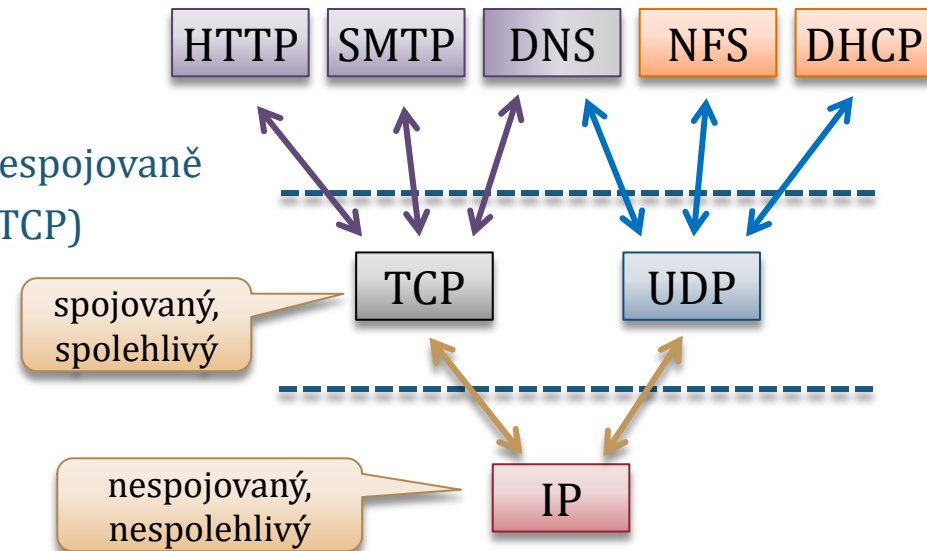 HTTP SMTP DNS NFS DHCP
espojovaně
TCP)
TCP UDP
spojovaný,
spolehlivý
IP
nespojovaný,
nespolehlivý